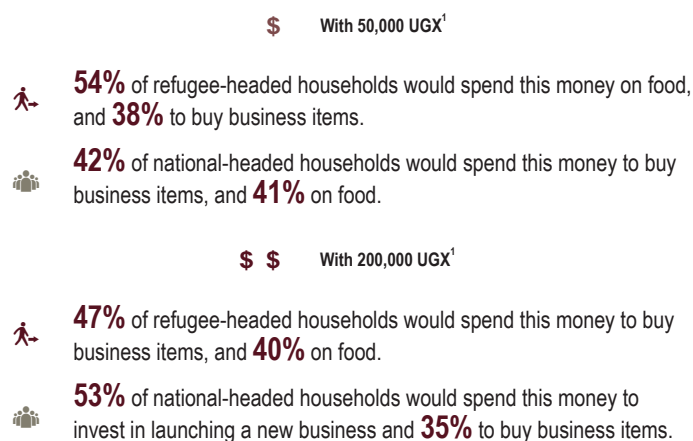 $ With 50,000 UGX1
54% of refugee-headed households would spend this money on food,
and 38% to buy business items.
42% of national-headed households would spend this money to buy
business items, and 41% on food.
$ $ With 200,000 UGX1
47% of refugee-headed households would spend this money to buy
business items, and 40% on food.
53% of national-headed households would spend this money to
invest in launching a new business and 35% to buy business items.